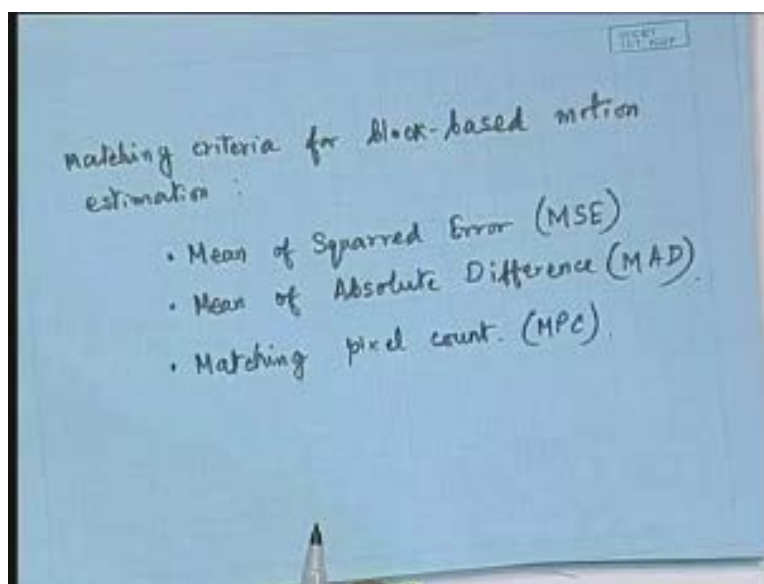 Matching criteria for block-based motion
estimation :
• Mean of Squarred Error (MSE)
• Mean of Absolute Difference (MAD).
• Matching pixel count. (MPC).